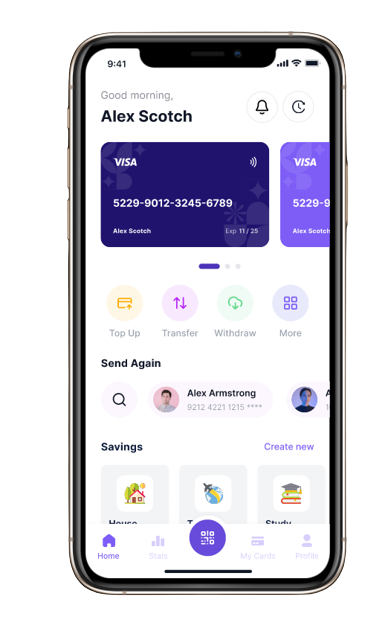 9:41
Good morning,
Alex Scotch
VISA
5229-9012-3245-6789
Alex Scotch
Exp 11 / 25
VISA
5229-9
Alex Scotch
Top Up
Transfer
Withdraw
More
Send Again
Alex Armstrong
9212 4221 1215 ****
Savings
Create new
House
Study
Home
Stats
My Cards
Profile